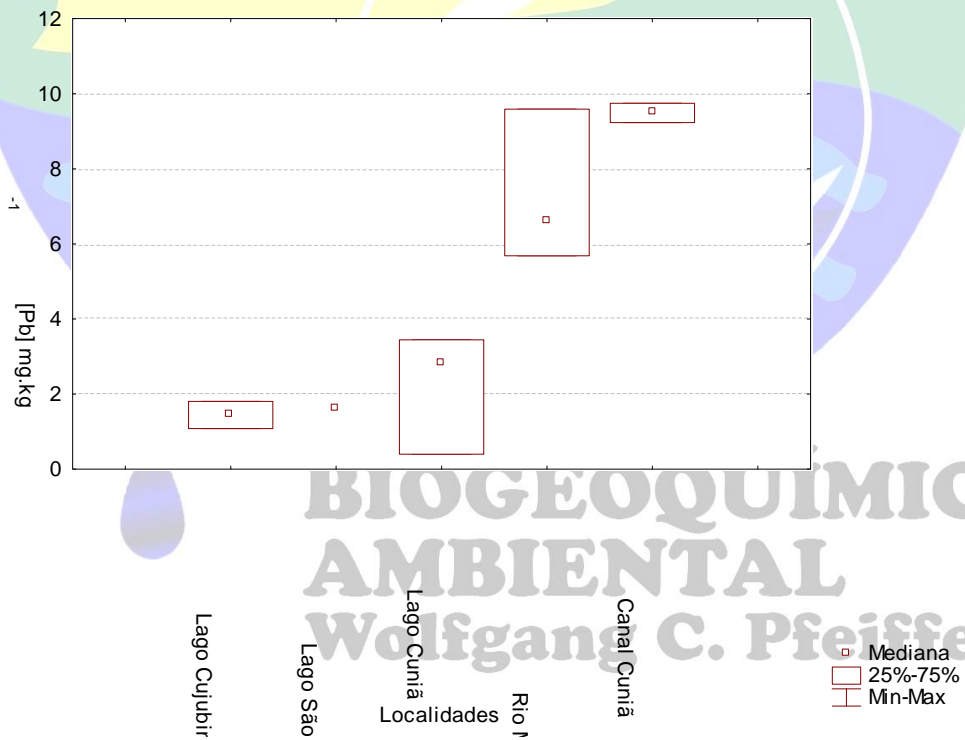 12
10
8
6
4
2
0
[Pb] mg.kg
-1
BIOGEOQUÍMIC
AMBIENTAL
Wolfgang C. Pfeiffe
Lago Cujubir
Lago São
Lago Cuniã
Rio M
Canal Cuniã
Localidades
Mediana
25%-75%
Min-Max